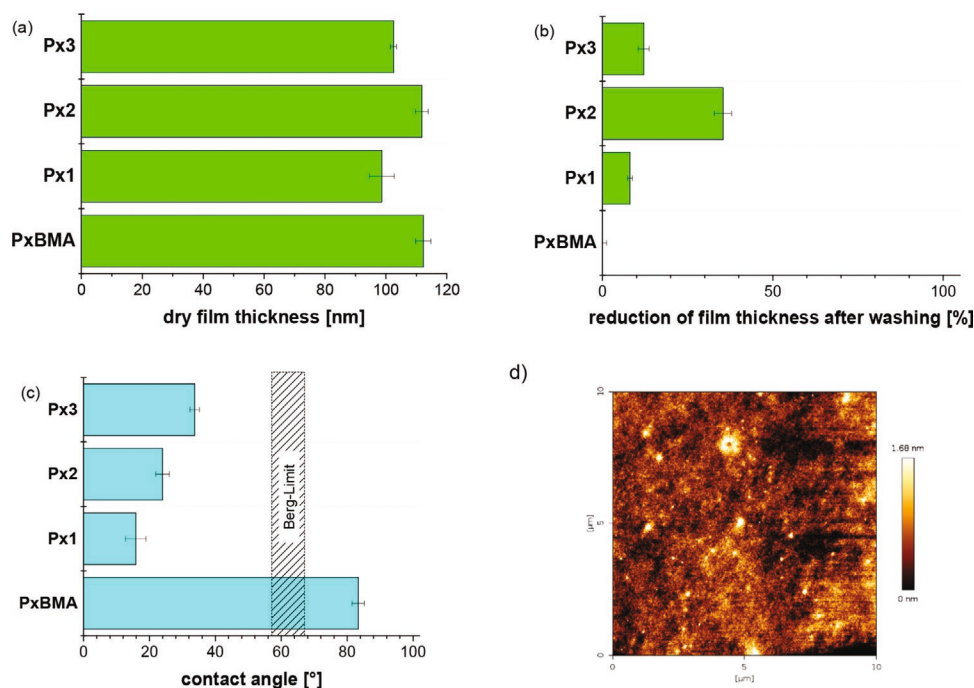 (a)
Px3
Px2
Px1
PxBMA
0 20 40 60 80 100 120
dry film thickness [nm]
(b)
Px3
Px2
Px1
PxBMA
0 50 100
reduction of film thickness after washing [%]
(c)
Px3
Px2
Px1
PxBMA
Berg-Limit
0 20 40 60 80 100
contact angle [°]
d)
10
5
0
0 5 10
[µm]
[µm]
1.68 nm
0 nm